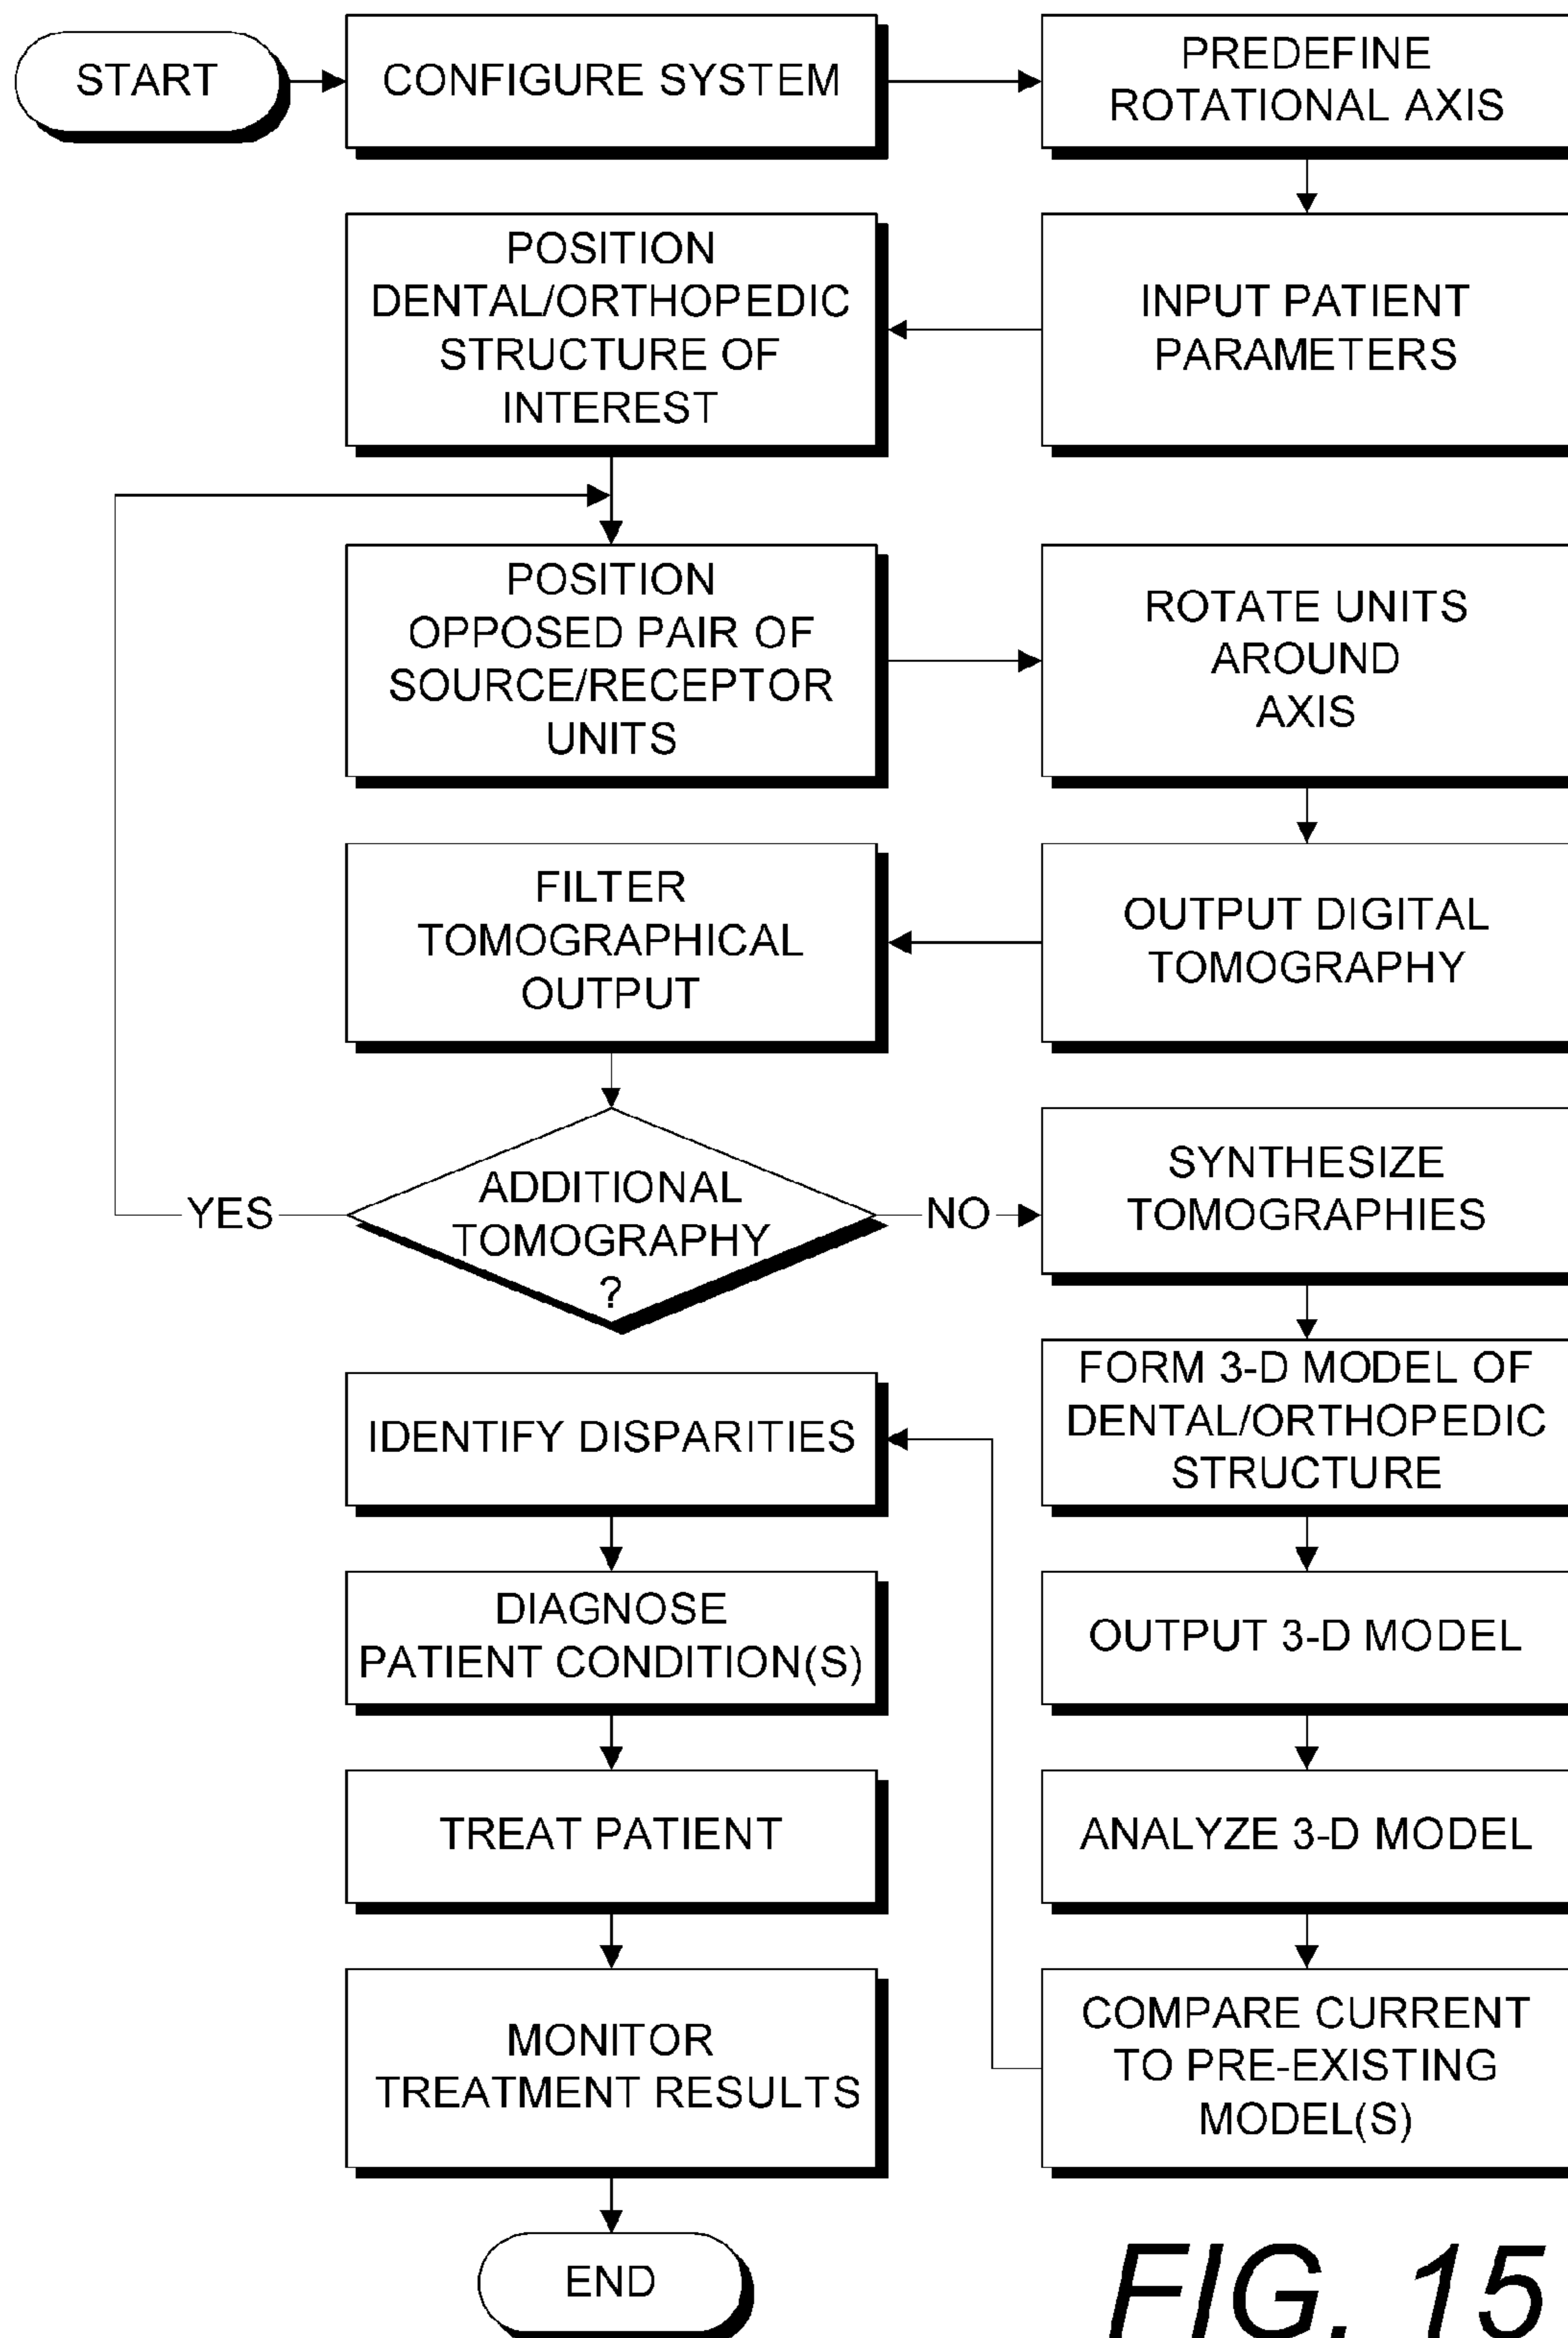 START
CONFIGURE SYSTEM
PREDEFINE
ROTATIONAL AXIS
INPUT PATIENT
PARAMETERS
POSITION
DENTAL/ORTHOPEDIC
STRUCTURE OF
INTEREST
POSITION
OPPOSED PAIR OF
SOURCE/RECEPTOR
UNITS
ROTATE UNITS
AROUND
AXIS
OUTPUT DIGITAL
TOMOGRAPHY
FILTER
TOMOGRAPHICAL
OUTPUT
ADDITIONAL
TOMOGRAPHY
?
YES
NO
SYNTHESIZE
TOMOGRAPHIES
FORM 3-D MODEL OF
DENTAL/ORTHOPEDIC
STRUCTURE
OUTPUT 3-D MODEL
ANALYZE 3-D MODEL
COMPARE CURRENT
TO PRE-EXISTING
MODEL(S)
IDENTIFY DISPARITIES
DIAGNOSE
PATIENT CONDITION(S)
TREAT PATIENT
MONITOR
TREATMENT RESULTS
END
FIG. 15